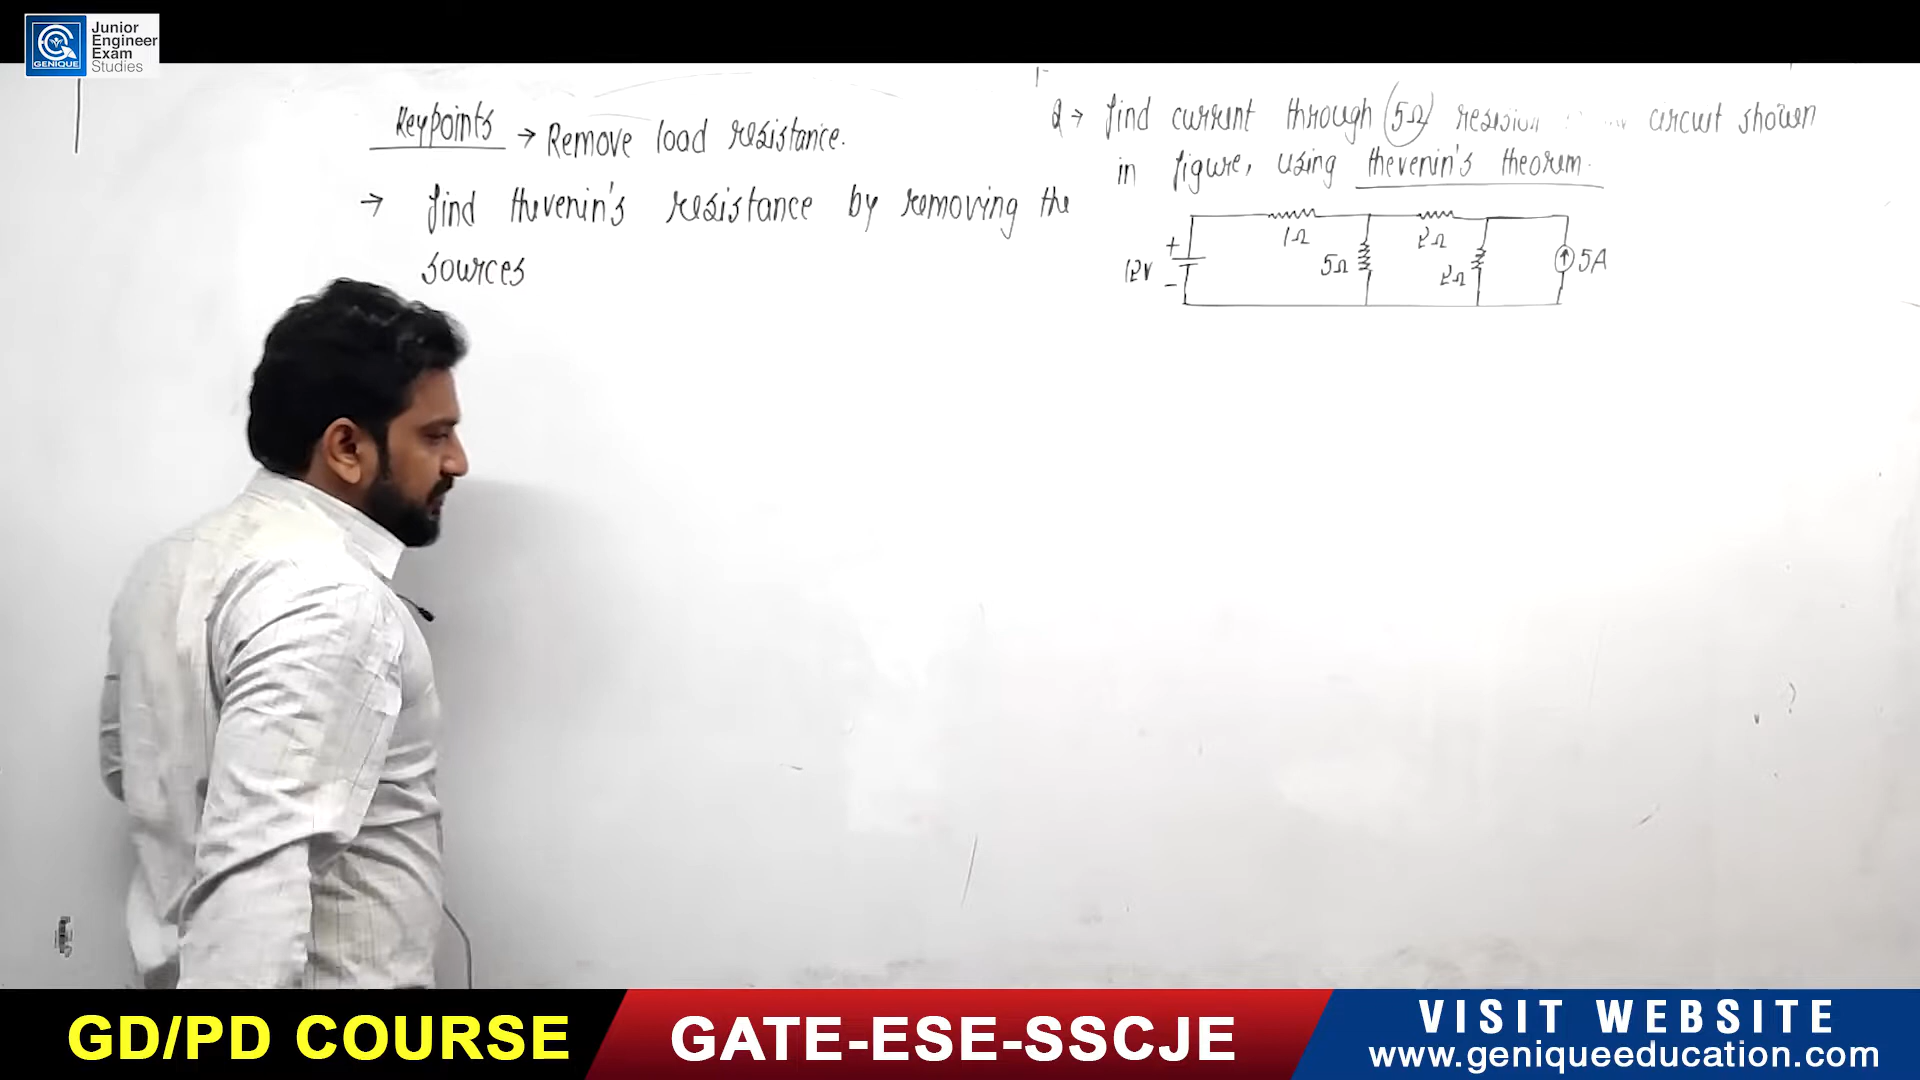 Junior
Engineer
Exam
Studies
GENIQUE
Keypoints → Remove load resistance.
→ find thevenin's resistance by removing the
sources
Q → find current through 5Ω circuit shown
in figure, using thevenin's theorem.
1Ω
2Ω
12V
+
-
5Ω
2Ω
5A
GD/PD COURSE
GATE-ESE-SSCJE
VISIT WEBSITE
www.geniqueeducation.com